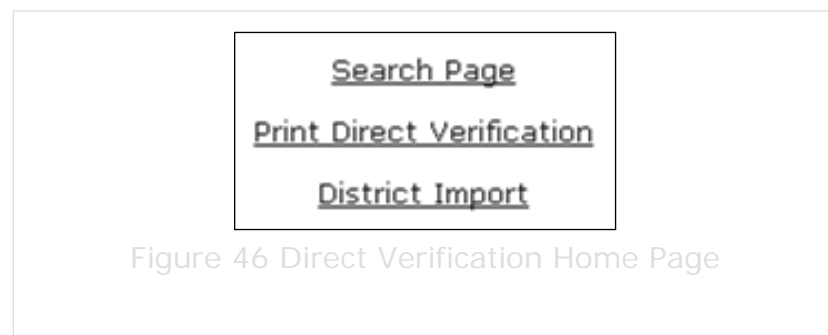 Search Page
Print Direct Verification
District Import
Figure 46 Direct Verification Home Page